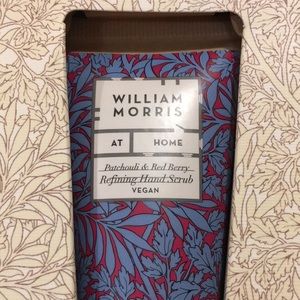 WILLIAM
MORRIS
AT HOME
Patchouli & Red Berry
Refining Hand Scrub
VEGAN